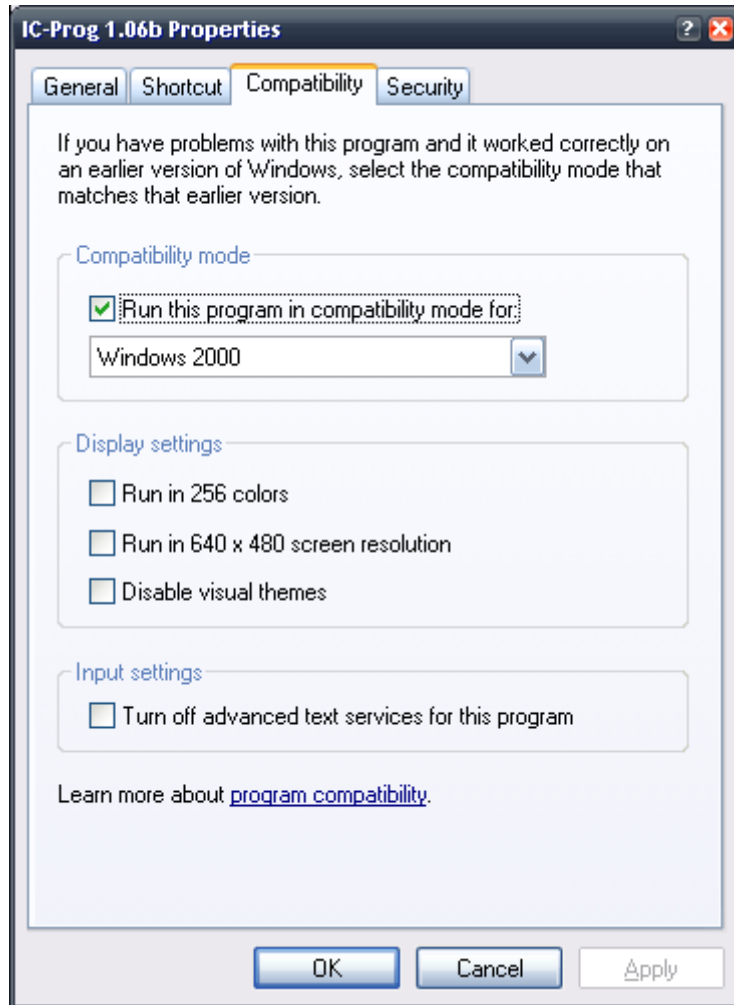 IC-Prog 1.06b Properties
General Shortcut Compatibility Security
If you have problems with this program and it worked correctly on
an earlier version of Windows, select the compatibility mode that
matches that earlier version.
Compatibility mode
Run this program in compatibility mode for:
Windows 2000
Display settings
Run in 256 colors
Run in 640 x 480 screen resolution
Disable visual themes
Input settings
Turn off advanced text services for this program
Learn more about program compatibility.
OK Cancel Apply